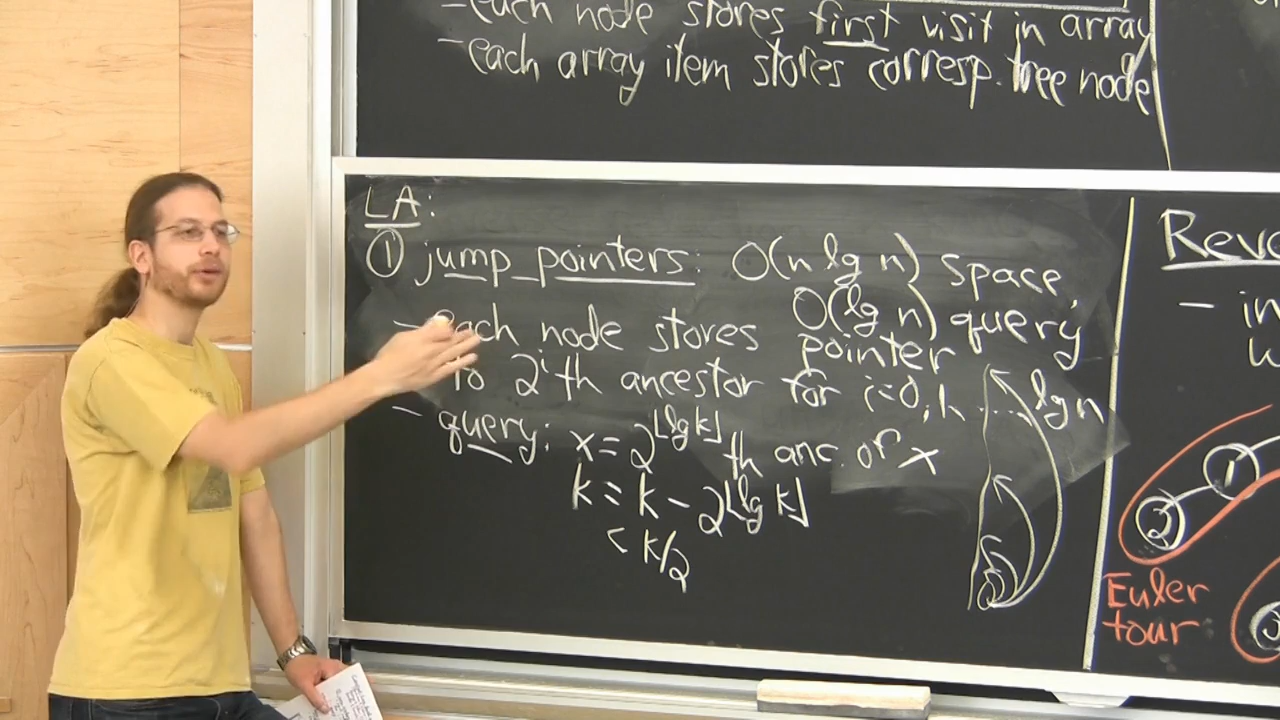 – each node stores first visit in array
– each array item stores corresp. tree node
LA:
① jump pointers: O(n lg n) space,
O(lg n) query
– each node stores pointer
to 2^i th ancestor for i=0,1,...,lg n
– query: x = 2^⌊lg k⌋ th anc. of x
k = k - 2^⌊lg k⌋
< k/2
Reve
– in
Euler
tour